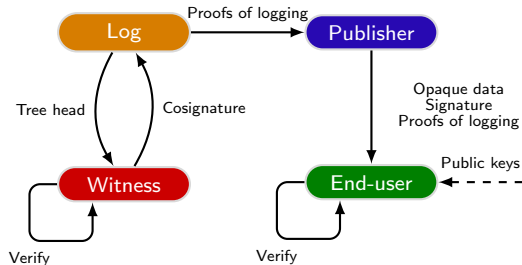 Proofs of logging
Log
Publisher
Tree head
Cosignature
Opaque data
Signature
Proofs of logging
Public keys
Witness
End-user
Verify
Verify